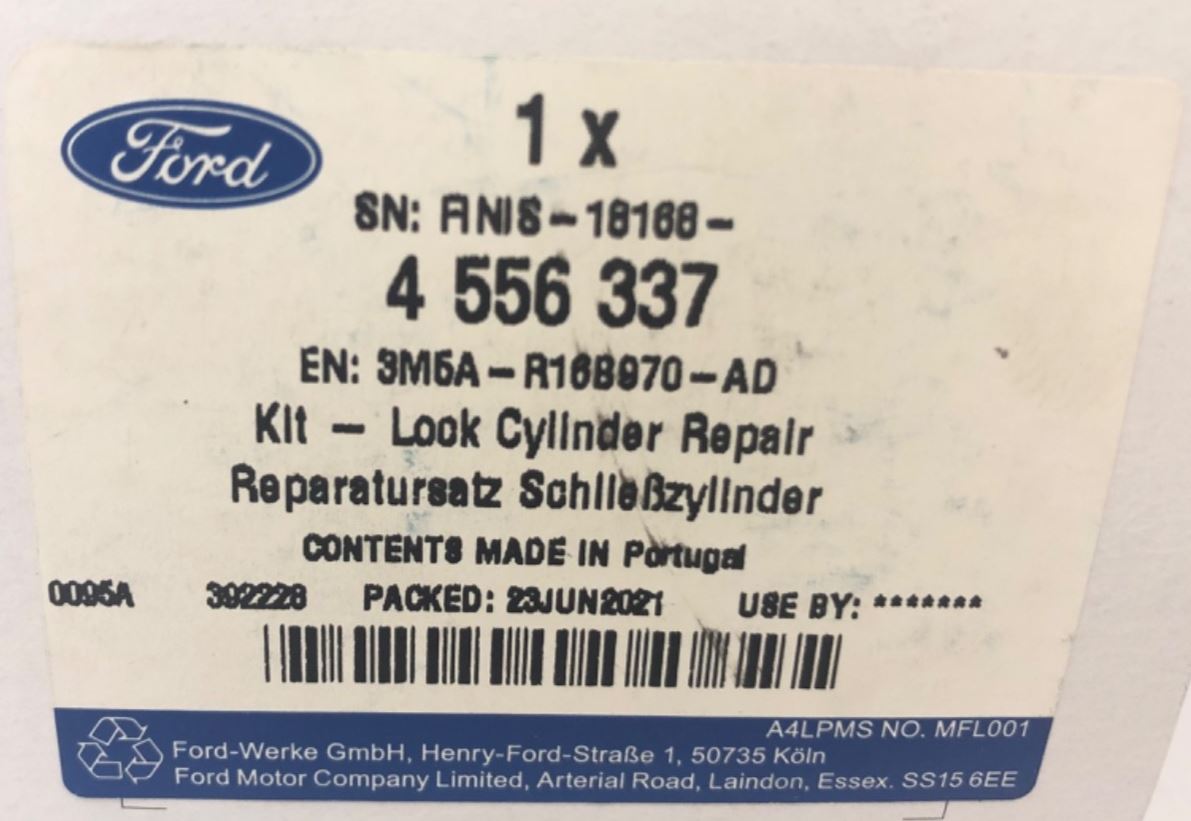 Ford
1 x
SN: ANIS-18168-
4 556 337
EN: 3M5A-R16B970-AD
Kit - Lock Cylinder Repair
Reparatursatz Schließzylinder
CONTENTS MADE IN Portugal
0095A 392228 PACKED: 23JUN2021 USE BY: *******
A4LPMS NO. MFL001
Ford-Werke GmbH, Henry-Ford-Straße 1, 50735 Köln
Ford Motor Company Limited, Arterial Road, Laindon, Essex. SS15 6EE